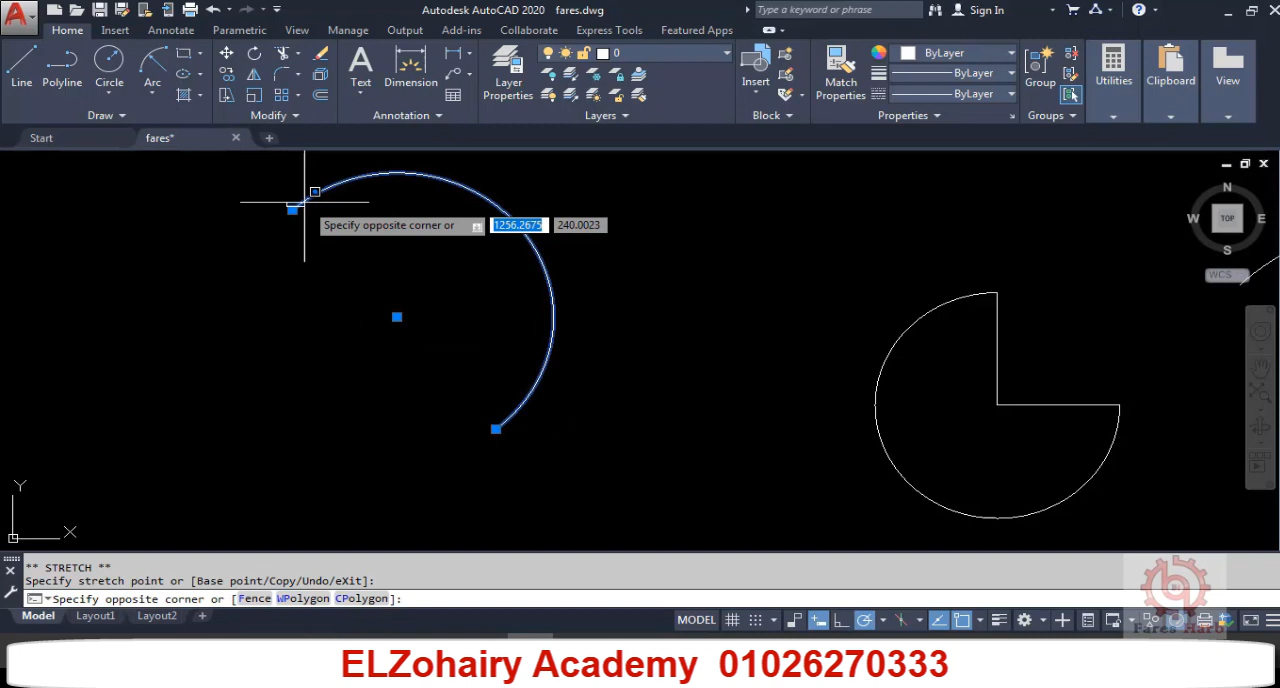 Autodesk AutoCAD 2020 fares.dwg
Type a keyword or phrase
Sign In
Home Insert Annotate Parametric View Manage Output Add-ins Collaborate Express Tools Featured Apps
Line Polyline Circle Arc
Text Dimension
Layer
Properties
0
Insert
Match
Properties
ByLayer
ByLayer
ByLayer
Group
Utilities Clipboard View
Draw Modify Annotation Layers Block Properties Groups
Start fares*
N
W TOP E
S
WCS
Specify opposite corner or 1256.2675 240.0023
Y
X
** STRETCH **
Specify stretch point or [Base point/Copy/Undo/eXit]:
Specify opposite corner or [Fence WPolygon CPolygon]:
Model Layout1 Layout2 +
MODEL
Fares Harb
ELZohairy Academy 01026270333